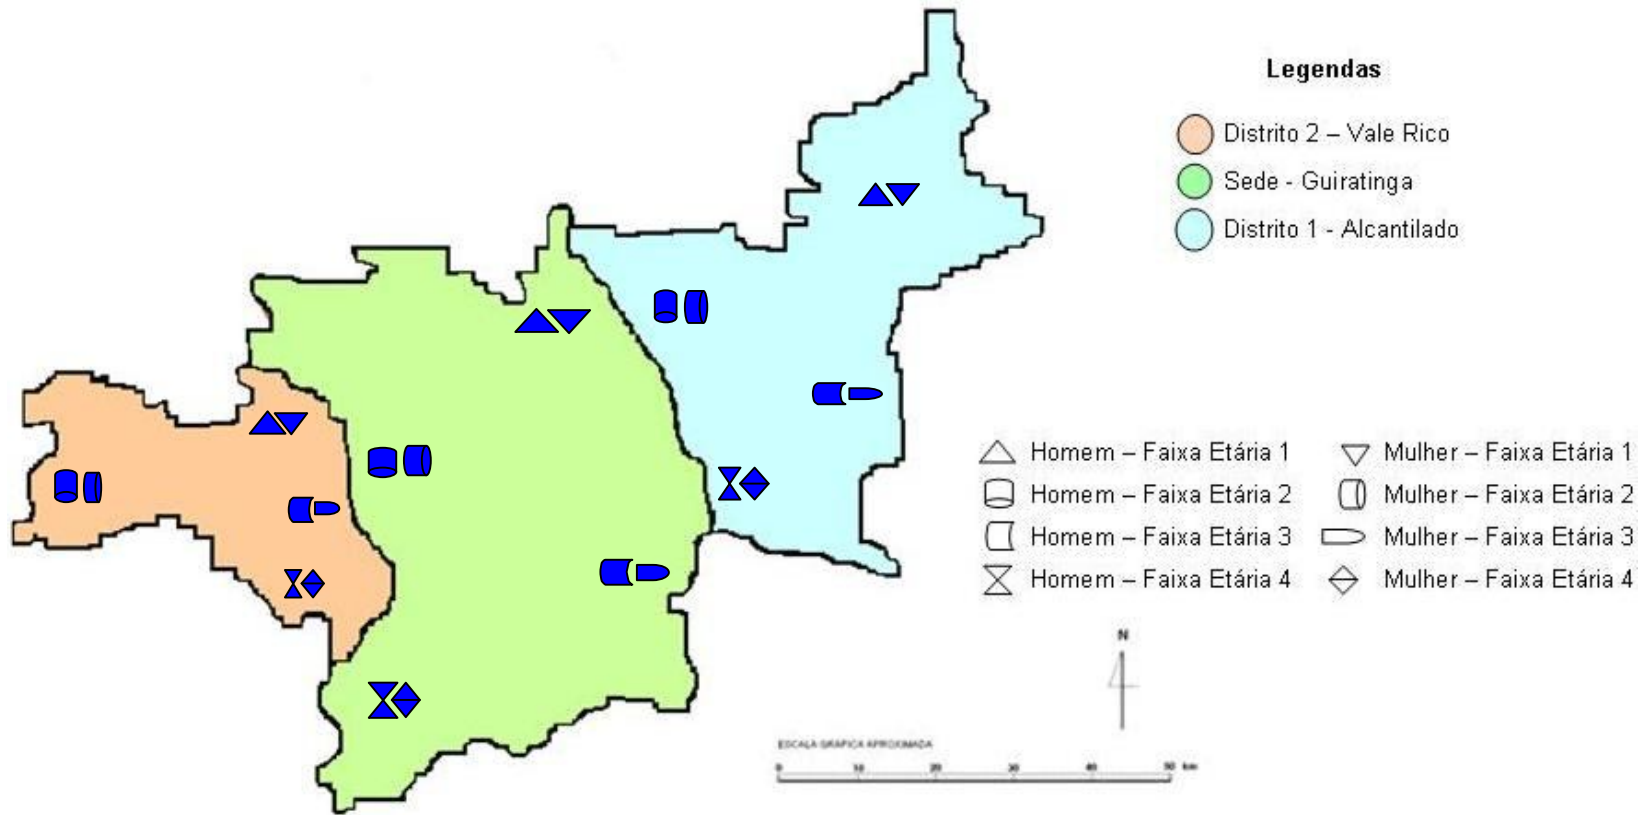 Legendas
Distrito 2 – Vale Rico
Sede - Guiratinga
Distrito 1 - Alcantilado
Homem – Faixa Etária 1
Mulher – Faixa Etária 1
Homem – Faixa Etária 2
Mulher – Faixa Etária 2
Homem – Faixa Etária 3
Mulher – Faixa Etária 3
Homem – Faixa Etária 4
Mulher – Faixa Etária 4
N
ESCALA GRÁFICA APROXIMADA
0 10 20 30 40 50 km